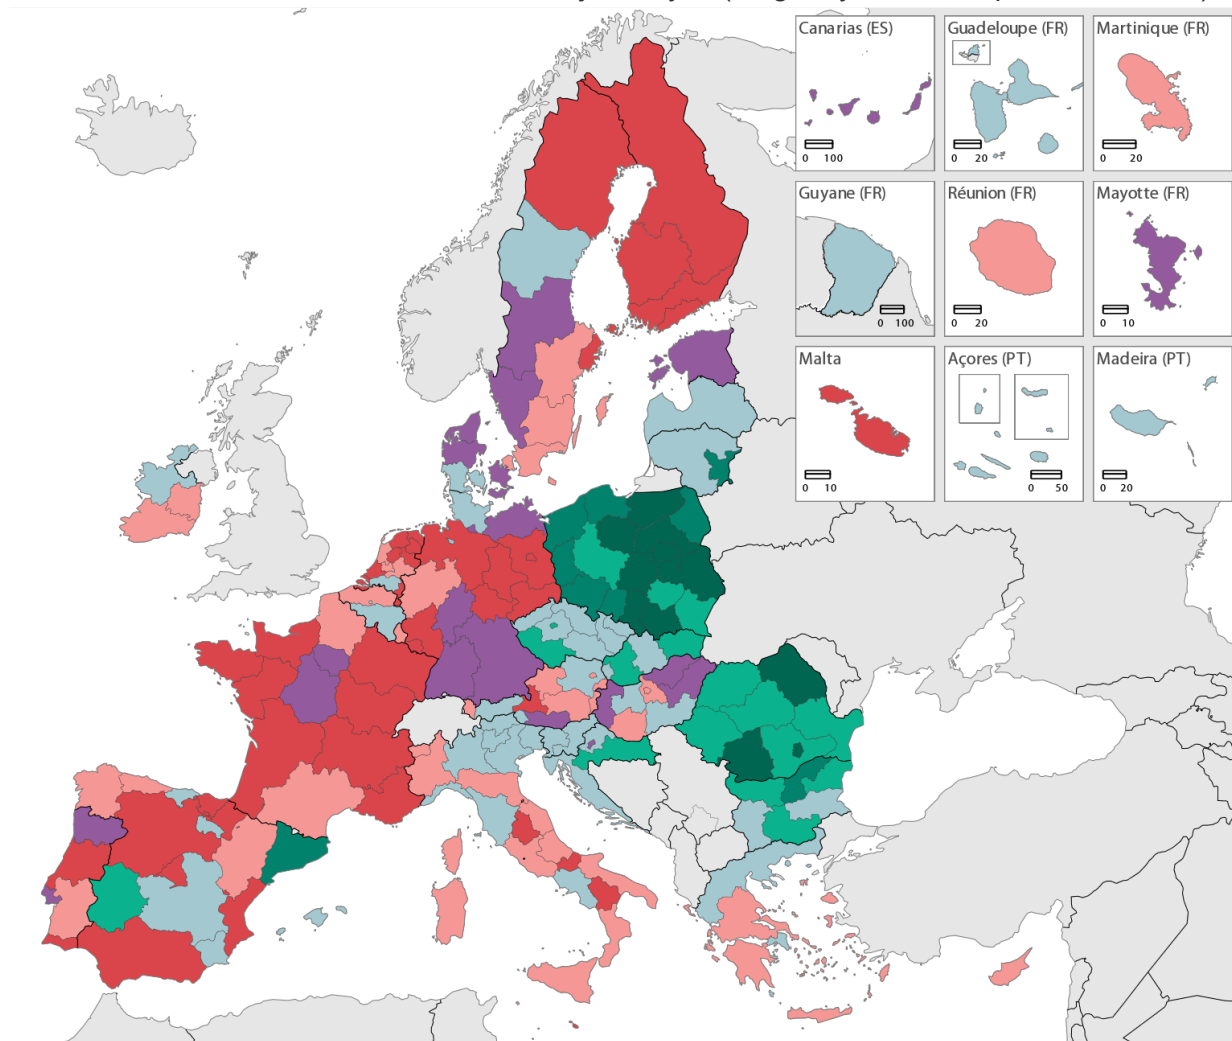 Canarias (ES)
0 100
Guadeloupe (FR)
0 20
Martinique (FR)
0 20
Guyane (FR)
0 100
Réunion (FR)
0 20
Mayotte (FR)
0 10
Malta
0 10
Açores (PT)
0 50
Madeira (PT)
0 20